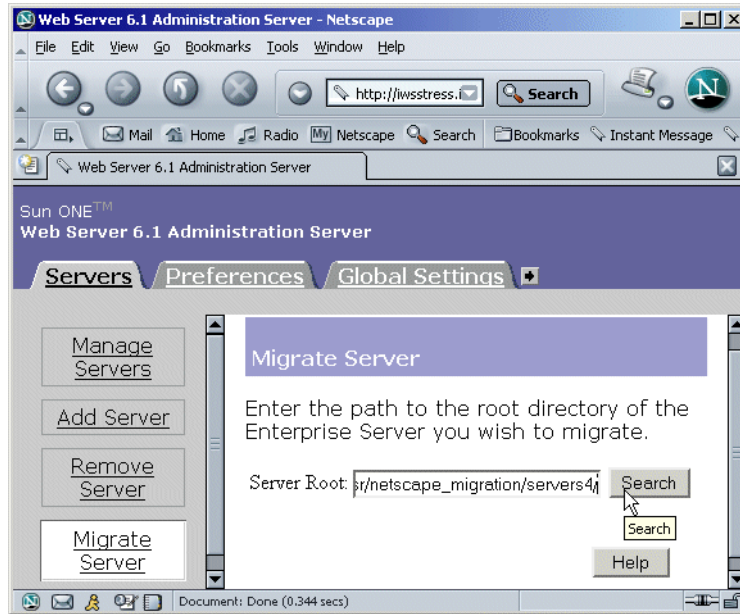 Web Server 6.1 Administration Server - Netscape
File Edit View Go Bookmarks Tools Window Help
http://iwsstress.i Search N
Mail Home Radio My Netscape Search Bookmarks Instant Message
Web Server 6.1 Administration Server
Sun ONE™
Web Server 6.1 Administration Server
Servers Preferences Global Settings
Manage
Servers
Add Server
Remove
Server
Migrate
Server
Migrate Server
Enter the path to the root directory of the
Enterprise Server you wish to migrate.
Server Root: sr/netscape_migration/servers4/ Search
Search
Help
Document: Done (0.344 secs)